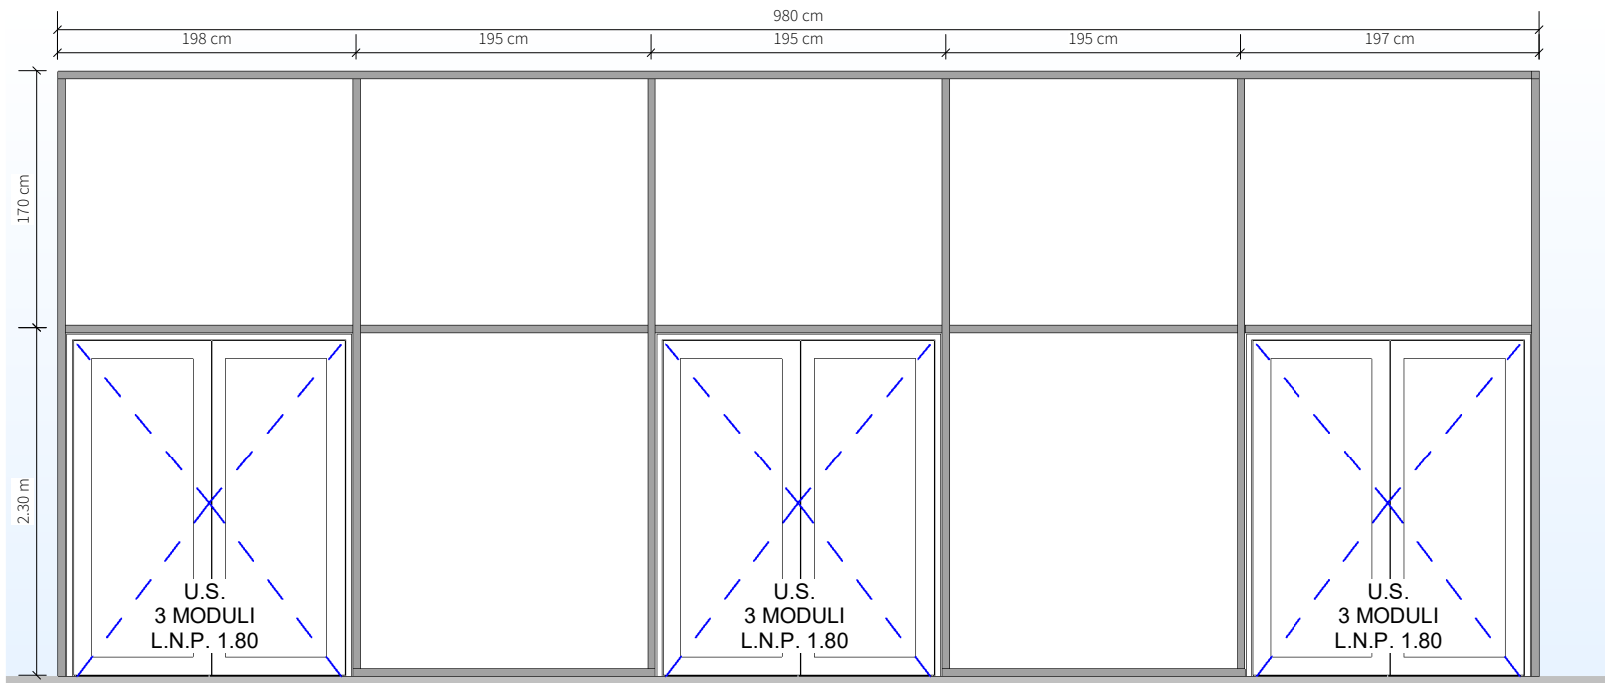 980 cm
198 cm
195 cm
195 cm
195 cm
197 cm
170 cm
2.30 m
U.S.
3 MODULI
L.N.P. 1.80
U.S.
3 MODULI
L.N.P. 1.80
U.S.
3 MODULI
L.N.P. 1.80